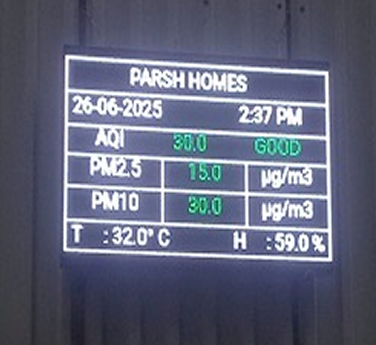 PARSH HOMES
26-06-2025 2:37 PM
AQI 30.0 GOOD
PM2.5 15.0 µg/m3
PM10 30.0 µg/m3
T : 32.0° C H : 59.0 %